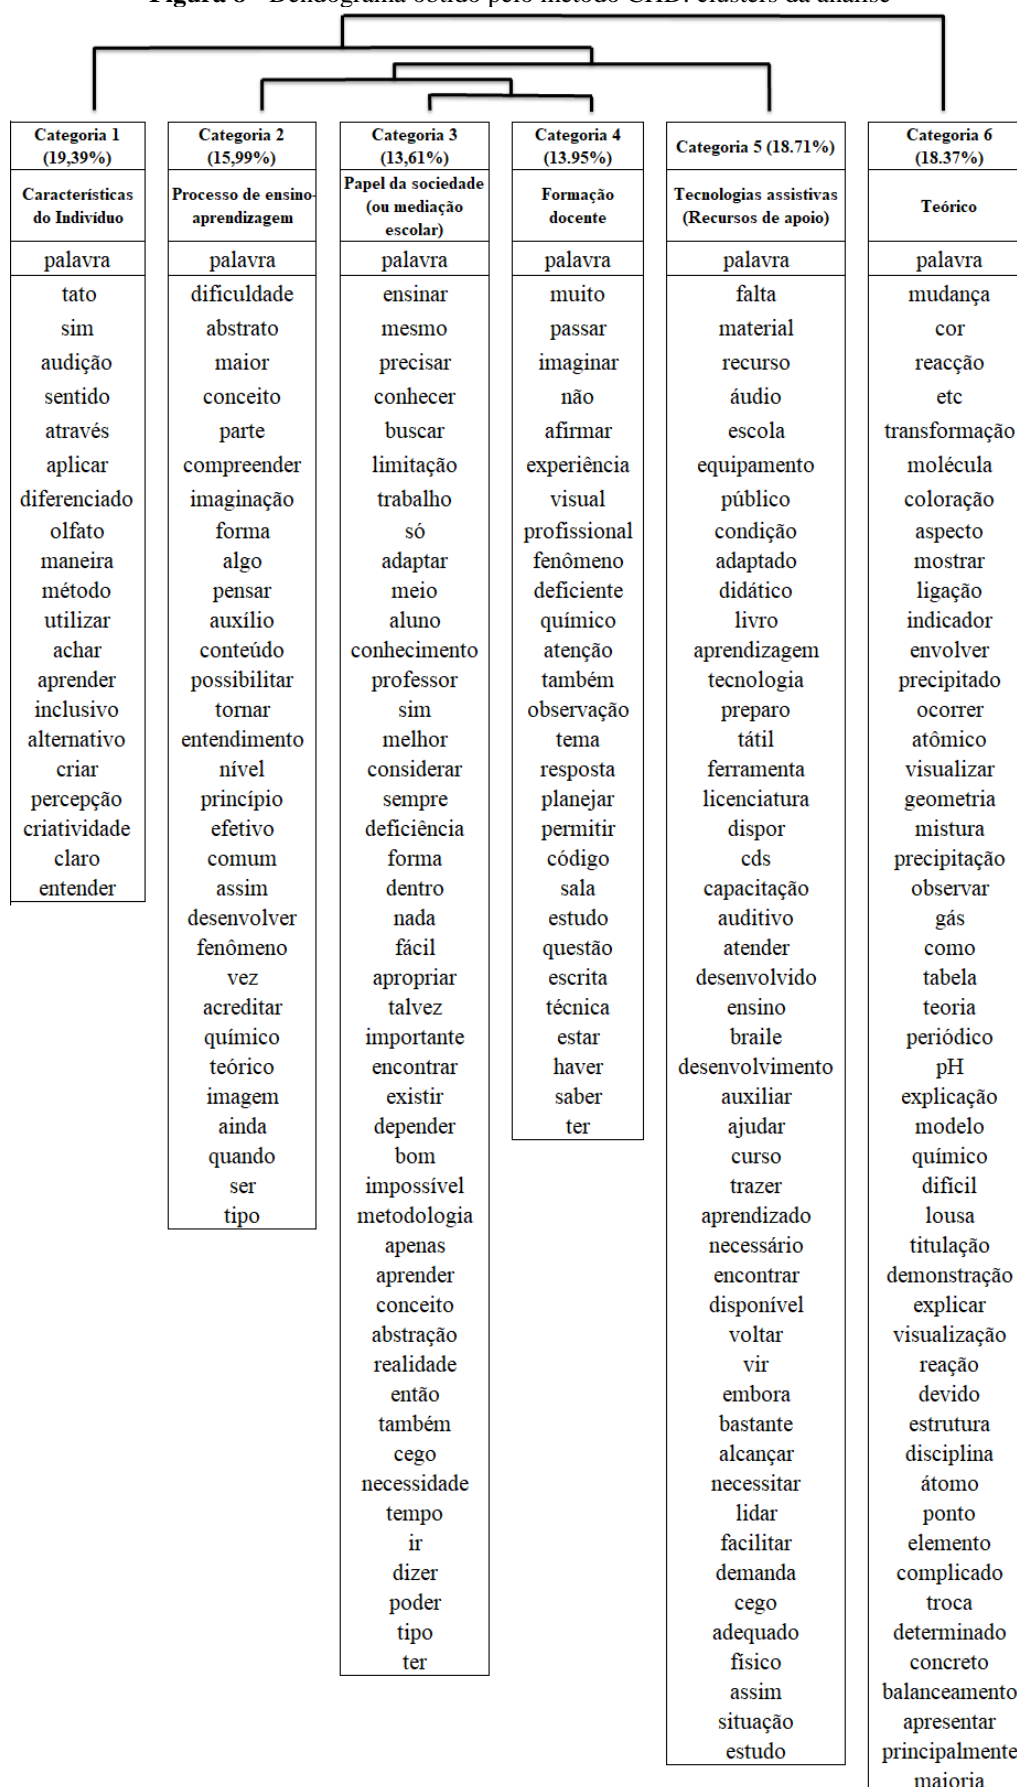 Figura - Dendograma obtido pelo método CHD: clusters da análise
Categoria 1
(19,39%)
Características
do Indivíduo
palavra
tato
sim
audição
sentido
através
aplicar
diferenciado
olfato
maneira
método
utilizar
achar
aprender
inclusivo
alternativo
criar
percepção
criatividade
claro
entender
Categoria 2
(15,99%)
Processo de ensino-
aprendizagem
palavra
dificuldade
abstrato
maior
conceito
parte
compreender
imaginação
forma
algo
pensar
auxílio
conteúdo
possibilitar
tornar
entendimento
nível
princípio
efetivo
comum
assim
desenvolver
fenômeno
vez
acreditar
químico
teórico
imagem
ainda
quando
ser
tipo
Categoria 3
(13,61%)
Papel da sociedade
(ou mediação
escolar)
palavra
ensinar
mesmo
precisar
conhecer
buscar
limitação
trabalho
só
adaptar
meio
aluno
conhecimento
professor
sim
melhor
considerar
sempre
deficiência
forma
dentro
nada
fácil
apropriar
talvez
importante
encontrar
existir
depender
bom
impossível
metodologia
apenas
aprender
conceito
abstração
realidade
então
também
cego
necessidade
tempo
ir
dizer
poder
tipo
ter
Categoria 4
(13.95%)
Formação
docente
palavra
muito
passar
imaginar
não
afirmar
experiência
visual
profissional
fenômeno
deficiente
químico
atenção
também
observação
tema
resposta
planejar
permitir
código
sala
estudo
questão
escrita
técnica
estar
haver
saber
ter
Categoria 5 (18.71%)
Tecnologias assistivas
(Recursos de apoio)
palavra
falta
material
recurso
áudio
escola
equipamento
público
condição
adaptado
didático
livro
aprendizagem
tecnologia
preparo
tátil
ferramenta
licenciatura
dispor
cds
capacitação
auditivo
atender
desenvolvido
ensino
braile
desenvolvimento
auxiliar
ajudar
curso
trazer
aprendizado
necessário
encontrar
disponível
voltar
vir
embora
bastante
alcançar
necessitar
lidar
facilitar
demanda
cego
adequado
físico
assim
situação
estudo
Categoria 6
(18.37%)
Teórico
palavra
mudança
cor
reacção
etc
transformação
molécula
coloração
aspecto
mostrar
ligação
indicador
envolver
precipitado
ocorrer
atômico
visualizar
geometria
mistura
precipitação
observar
gás
como
tabela
teoria
periódico
pH
explicação
modelo
químico
difícil
lousa
titulação
demonstração
explicar
visualização
reação
devido
estrutura
disciplina
átomo
ponto
elemento
complicado
troca
determinado
concreto
balanceamento
apresentar
principalmente
maioria